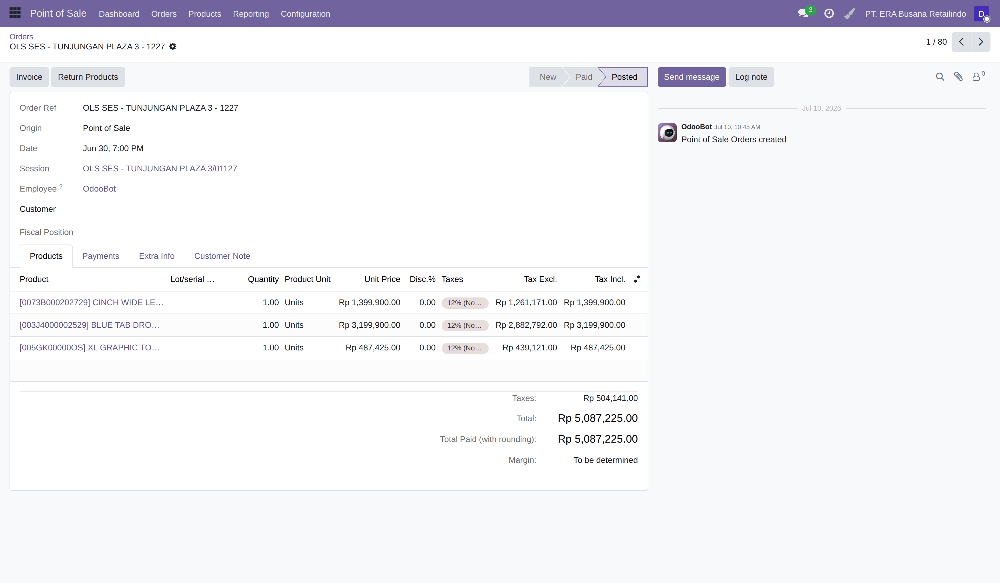 Point of Sale Dashboard Orders Products Reporting Configuration 3 PT. ERA Busana Retailindo D
Orders
OLS SES - TUNJUNGAN PLAZA 3 - 1227
1 / 80
Invoice Return Products New Paid Posted Send message Log note 0
Order Ref OLS SES - TUNJUNGAN PLAZA 3 - 1227
Origin Point of Sale
Date Jun 30, 7:00 PM
Session OLS SES - TUNJUNGAN PLAZA 3/01127
Employee ? OdooBot
Customer
Fiscal Position
Jul 10, 2026
OdooBot Jul 10, 10:45 AM
Point of Sale Orders created
Products Payments Extra Info Customer Note
Product Lot/serial … Quantity Product Unit Unit Price Disc.% Taxes Tax Excl. Tax Incl.
[0073B000202729] CINCH WIDE LE… 1.00 Units Rp 1,399,900.00 0.00 12% (No… Rp 1,261,171.00 Rp 1,399,900.00
[003J4000002529] BLUE TAB DRO… 1.00 Units Rp 3,199,900.00 0.00 12% (No… Rp 2,882,792.00 Rp 3,199,900.00
[005GK00000OS] XL GRAPHIC TO… 1.00 Units Rp 487,425.00 0.00 12% (No… Rp 439,121.00 Rp 487,425.00
Taxes: Rp 504,141.00
Total: Rp 5,087,225.00
Total Paid (with rounding): Rp 5,087,225.00
Margin: To be determined